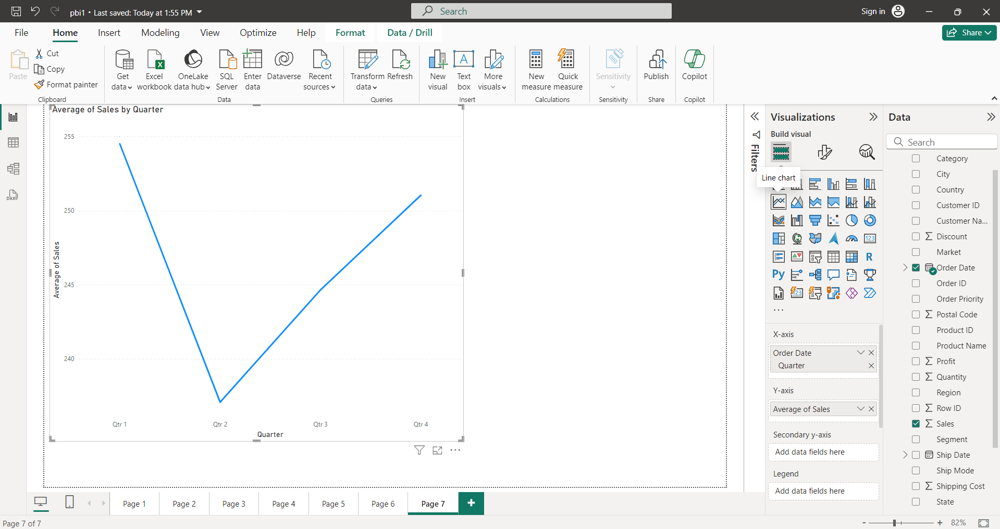 pbi1 • Last saved: Today at 1:55 PM
Search
Sign in
File Home Insert Modeling View Optimize Help Format Data / Drill
Share
Paste
Cut
Copy
Format painter
Clipboard
Get data
Excel workbook
OneLake data hub
SQL Server
Enter data
Dataverse
Recent sources
Data
Transform data
Refresh
Queries
New visual
Text box
More visuals
Insert
New measure
Quick measure
Calculations
Sensitivity
Sensitivity
Publish
Share
Copilot
Copilot
DAX
Average of Sales by Quarter
255
250
245
240
Average of Sales
Qtr 1 Qtr 2 Qtr 3 Qtr 4
Quarter
Filters
Visualizations
Build visual
Line chart
123
R
Py
123
...
X-axis
Order Date
Quarter
Y-axis
Average of Sales
Secondary y-axis
Add data fields here
Legend
Add data fields here
Data
Search
Category
City
Country
Customer ID
Customer Na...
Discount
Market
Order Date
Order ID
Order Priority
Postal Code
Product ID
Product Name
Profit
Quantity
Region
Row ID
Sales
Segment
Ship Date
Ship Mode
Shipping Cost
State
Page 1 Page 2 Page 3 Page 4 Page 5 Page 6 Page 7 +
Page 7 of 7
- + 82%